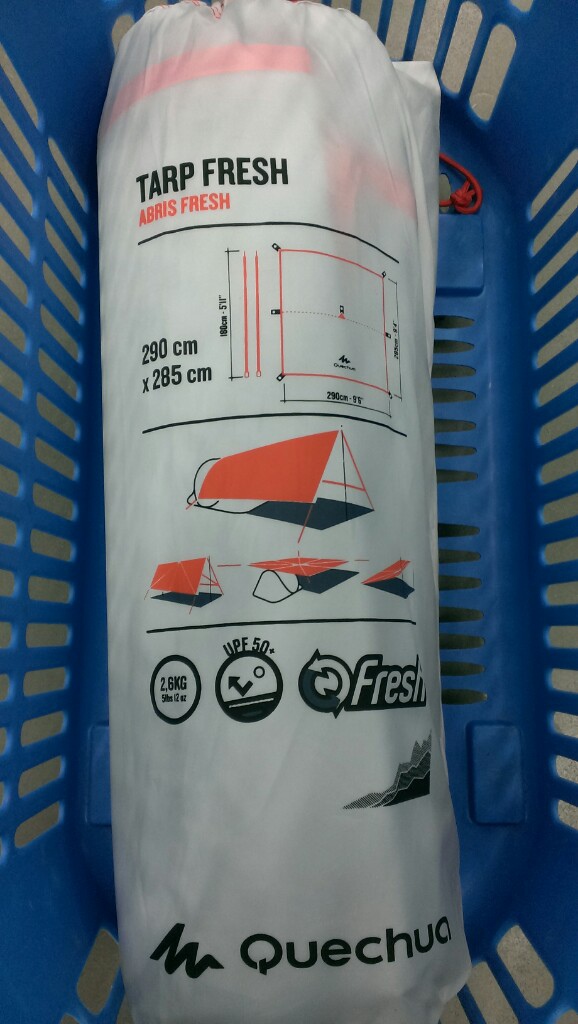 TARP FRESH
ABRIS FRESH
290 cm
x 285 cm
180cm - 5'11"
Quechua
285cm - 9'4"
290cm - 9'6"
UPF 50+
2,6KG
5lbs 12 oz
Fresh
Quechua